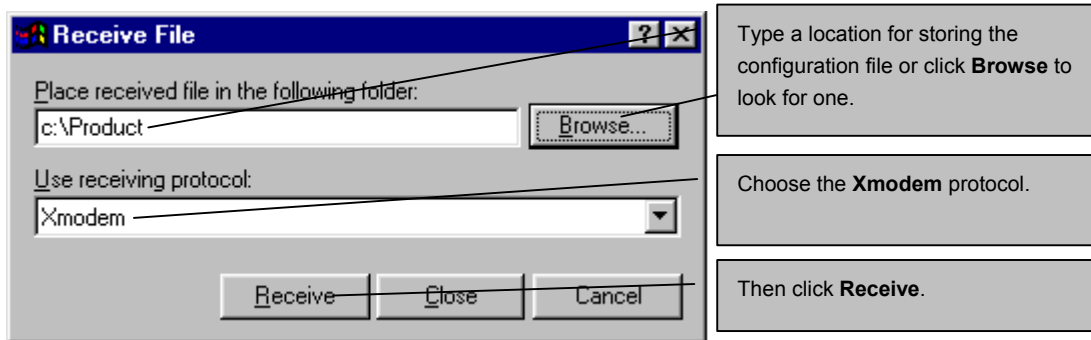 Receive File
Place received file in the following folder:
c:\Product
Browse...
Use receiving protocol:
Xmodem
Receive
Close
Cancel
Type a location for storing the
configuration file or click Browse to
look for one.
Choose the Xmodem protocol.
Then click Receive.